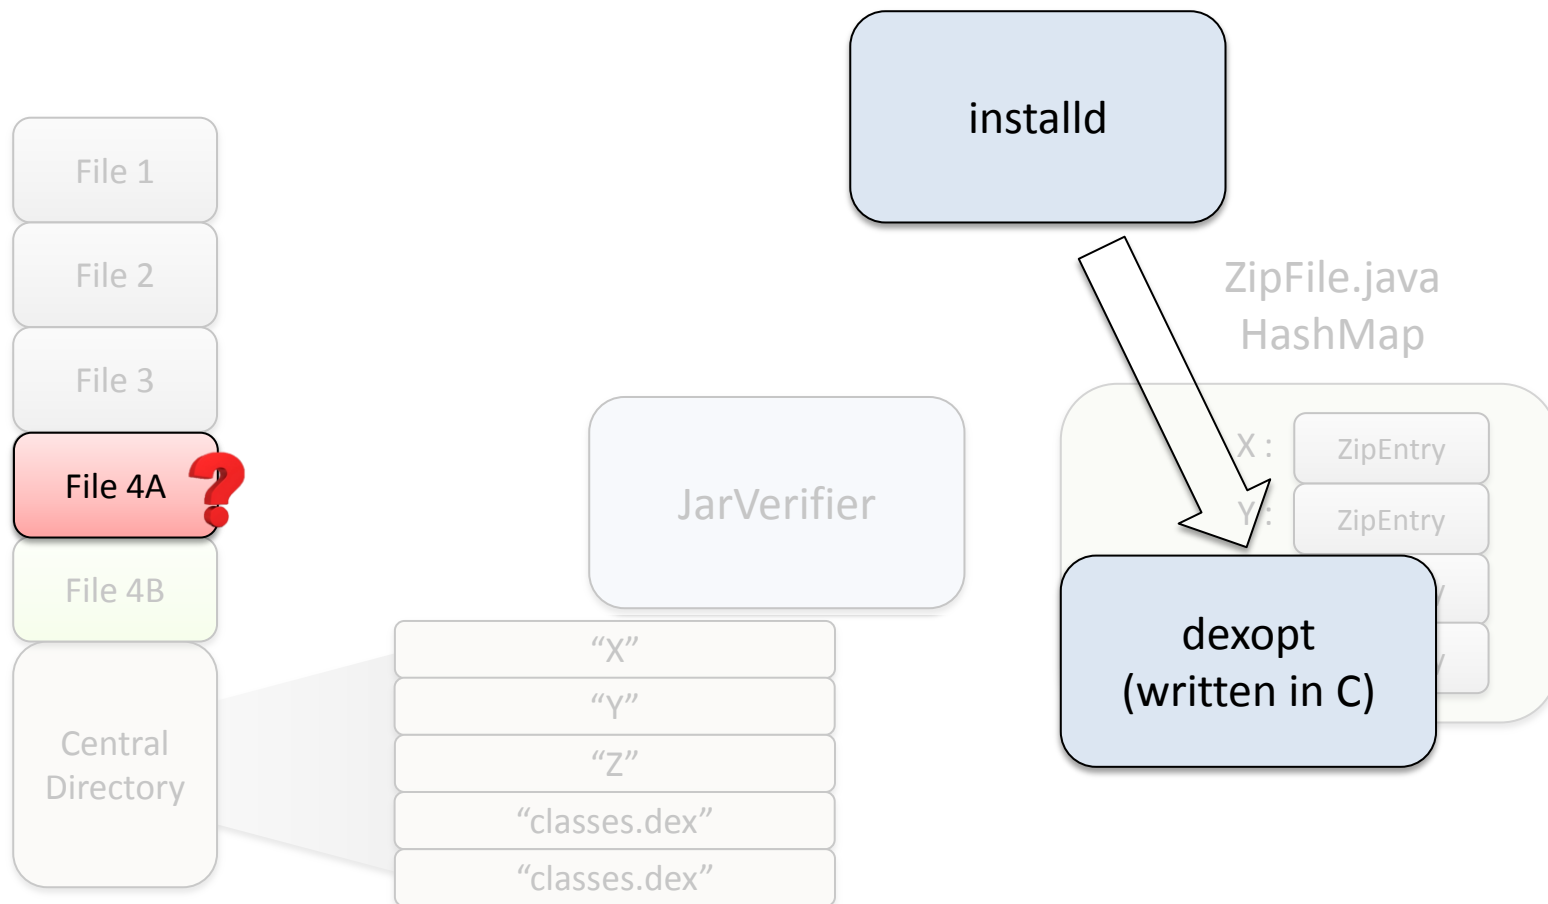 installd
File 1
File 2
File 3
File 4A
?
File 4B
Central
Directory
JarVerifier
"X"
"Y"
"Z"
"classes.dex"
"classes.dex"
ZipFile.java
HashMap
X :
ZipEntry
Y :
ZipEntry
y
y
dexopt
(written in C)